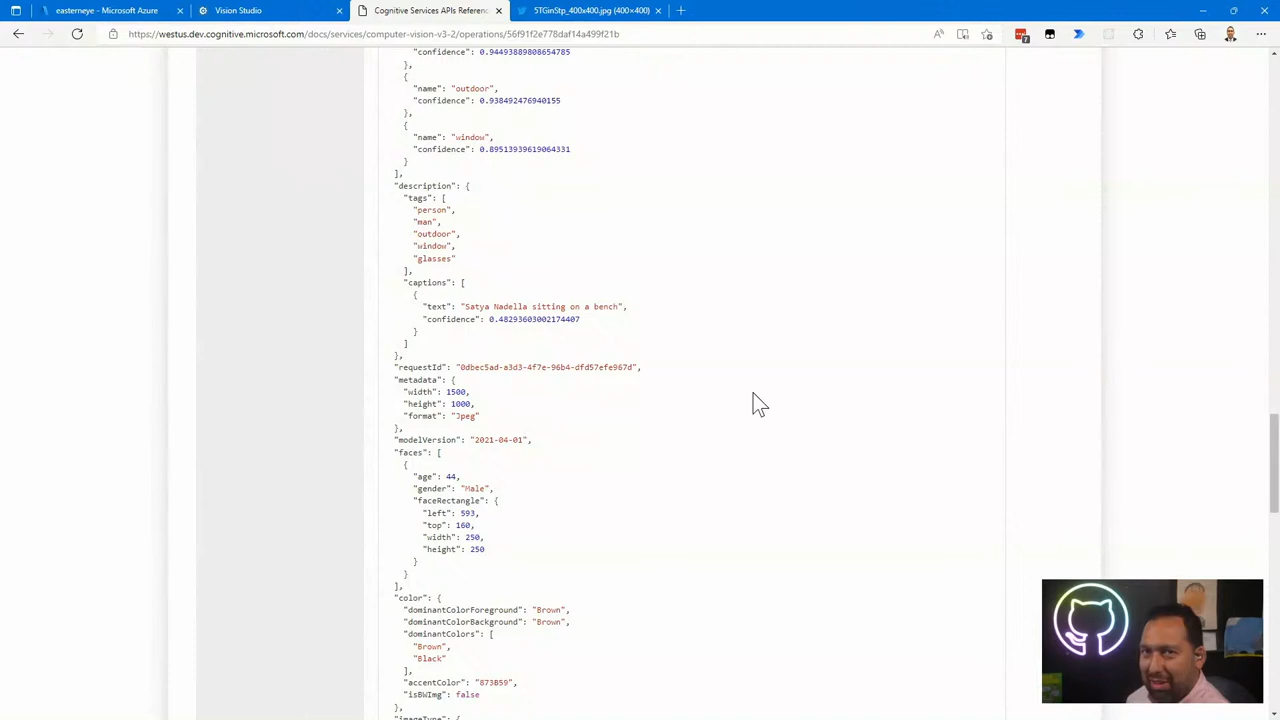 easterneye - Microsoft Azure
Vision Studio
Cognitive Services APIs Referenc
5TGinStp_400x400.jpg (400×400)
https://westus.dev.cognitive.microsoft.com/docs/services/computer-vision-v3-2/operations/56f91f2e778daf14a499f21b
7
"confidence": 0.94493889808654785
},
{
"name": "outdoor",
"confidence": 0.938492476940155
},
{
"name": "window",
"confidence": 0.89513939619064331
}
],
"description": {
"tags": [
"person",
"man",
"outdoor",
"window",
"glasses"
],
"captions": [
{
"text": "Satya Nadella sitting on a bench",
"confidence": 0.48293603002174407
}
]
},
"requestId": "0dbec5ad-a3d3-4f7e-96b4-dfd57efe967d",
"metadata": {
"width": 1500,
"height": 1000,
"format": "Jpeg"
},
"modelVersion": "2021-04-01",
"faces": [
{
"age": 44,
"gender": "Male",
"faceRectangle": {
"left": 593,
"top": 160,
"width": 250,
"height": 250
}
}
],
"color": {
"dominantColorForeground": "Brown",
"dominantColorBackground": "Brown",
"dominantColors": [
"Brown",
"Black"
],
"accentColor": "873B59",
"isBWImg": false
},
"imageType": {